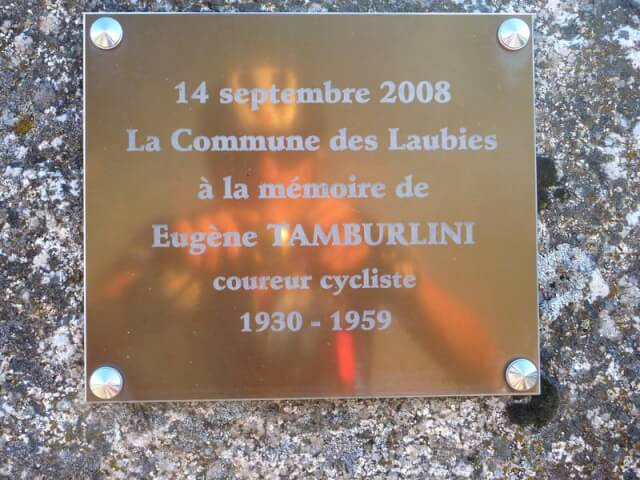 14 septembre 2008
La Commune des Laubies
à la mémoire de
Eugène TAMBURLINI
coureur cycliste
1930 - 1959